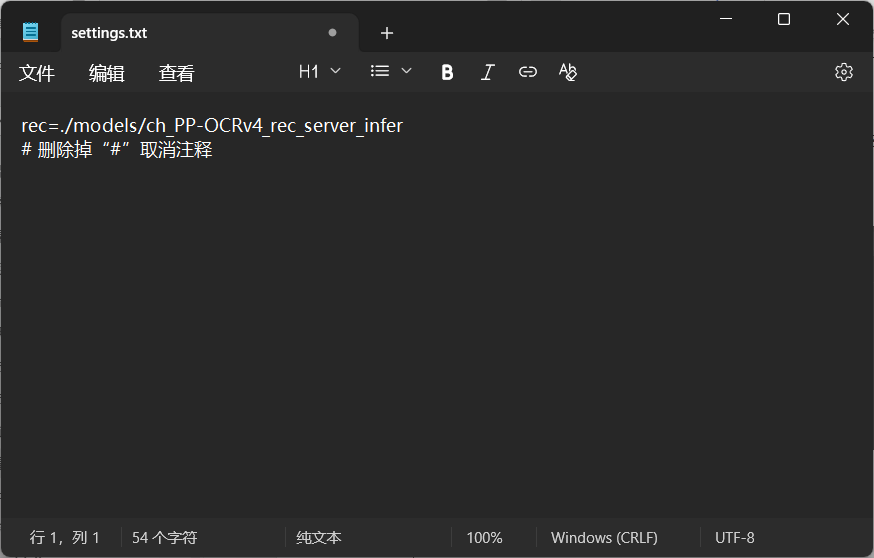 settings.txt
文件 编辑 查看 H1 B I A
rec=./models/ch_PP-OCRv4_rec_server_infer
# 删除掉“#”取消注释
行 1，列 1 54 个字符 纯文本 100% Windows (CRLF) UTF-8